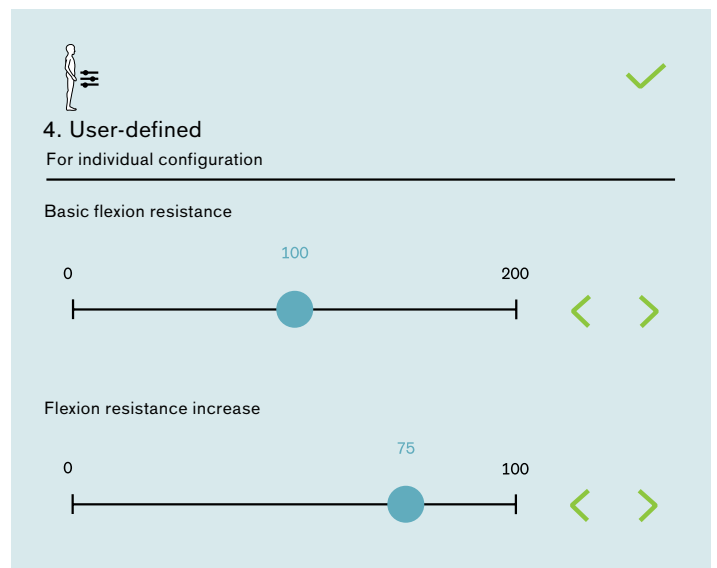 4. User-defined
For individual configuration
Basic flexion resistance
100
0 200
Flexion resistance increase
75
0 100